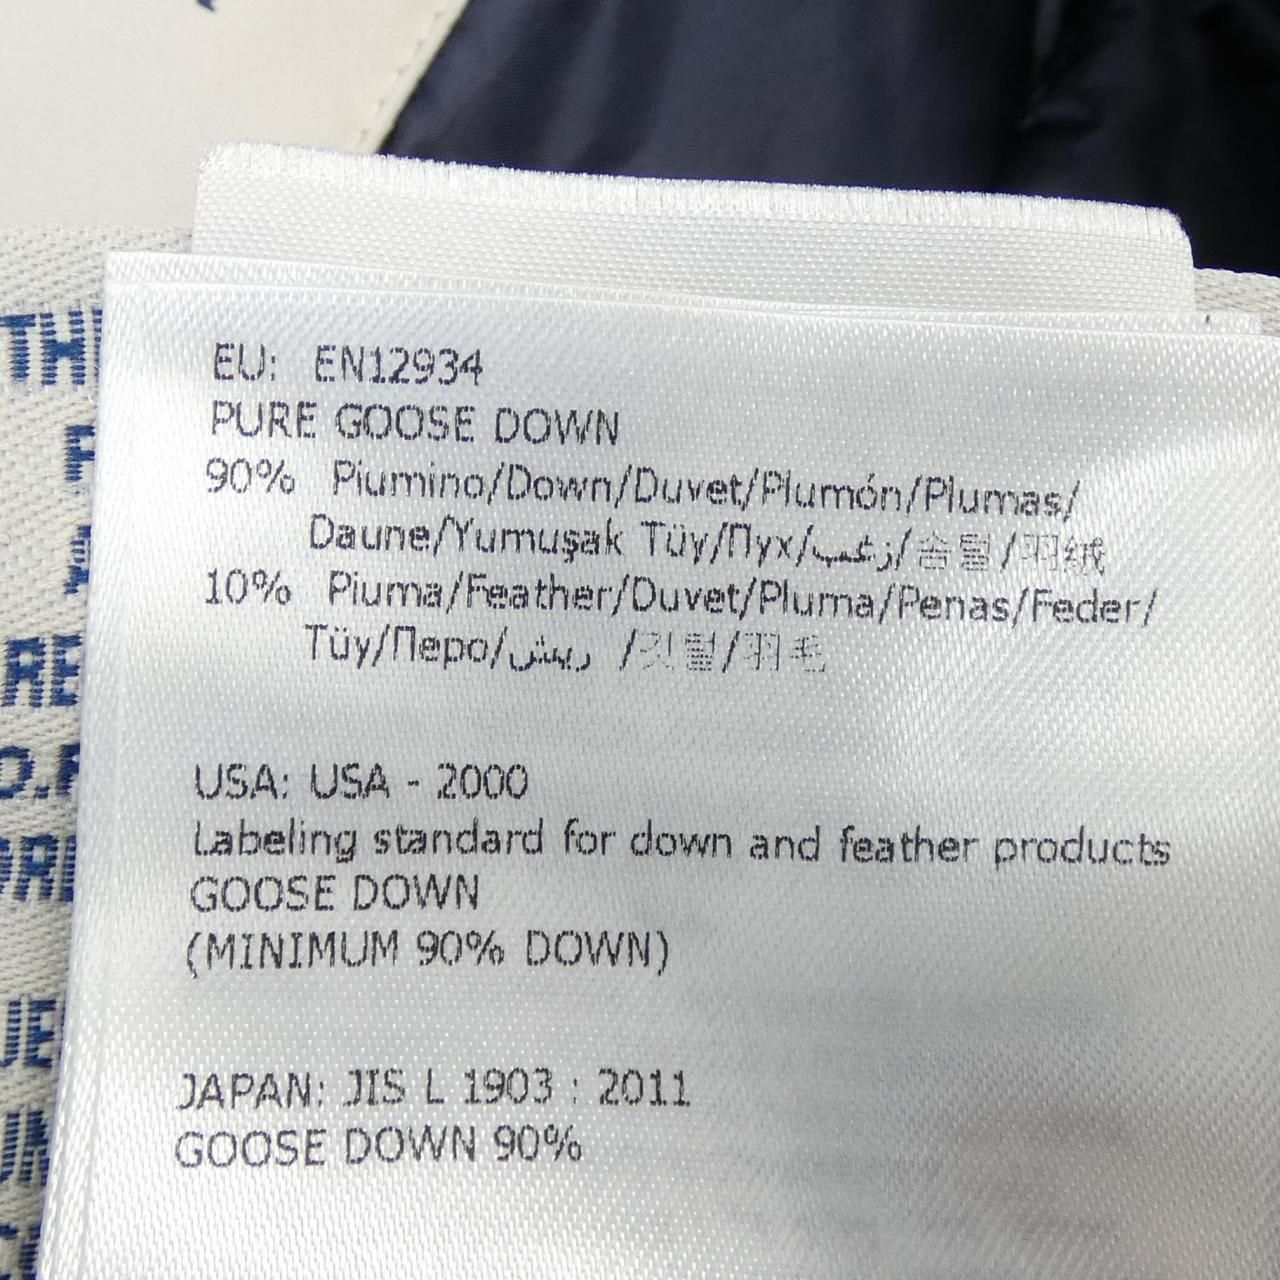 EU: EN12934
PURE GOOSE DOWN
90% Piumino/Down/Duvet/Plumón/Plumas/
Daune/Yumuşak Tüy/Пух/زغب/솜털/羽绒
10% Piuma/Feather/Duvet/Pluma/Penas/Feder/
Tüy/Перо/ريش /깃털/羽毛
USA: USA - 2000
Labeling standard for down and feather products
GOOSE DOWN
(MINIMUM 90% DOWN)
JAPAN: JIS L 1903 : 2011
GOOSE DOWN 90%